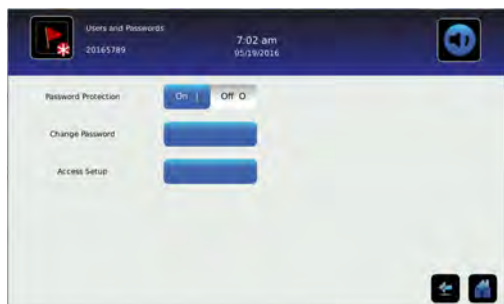 Users and Passwords
20165789
7:02 am
05/19/2016
Password Protection
On |
Off O
Change Password
Access Setup